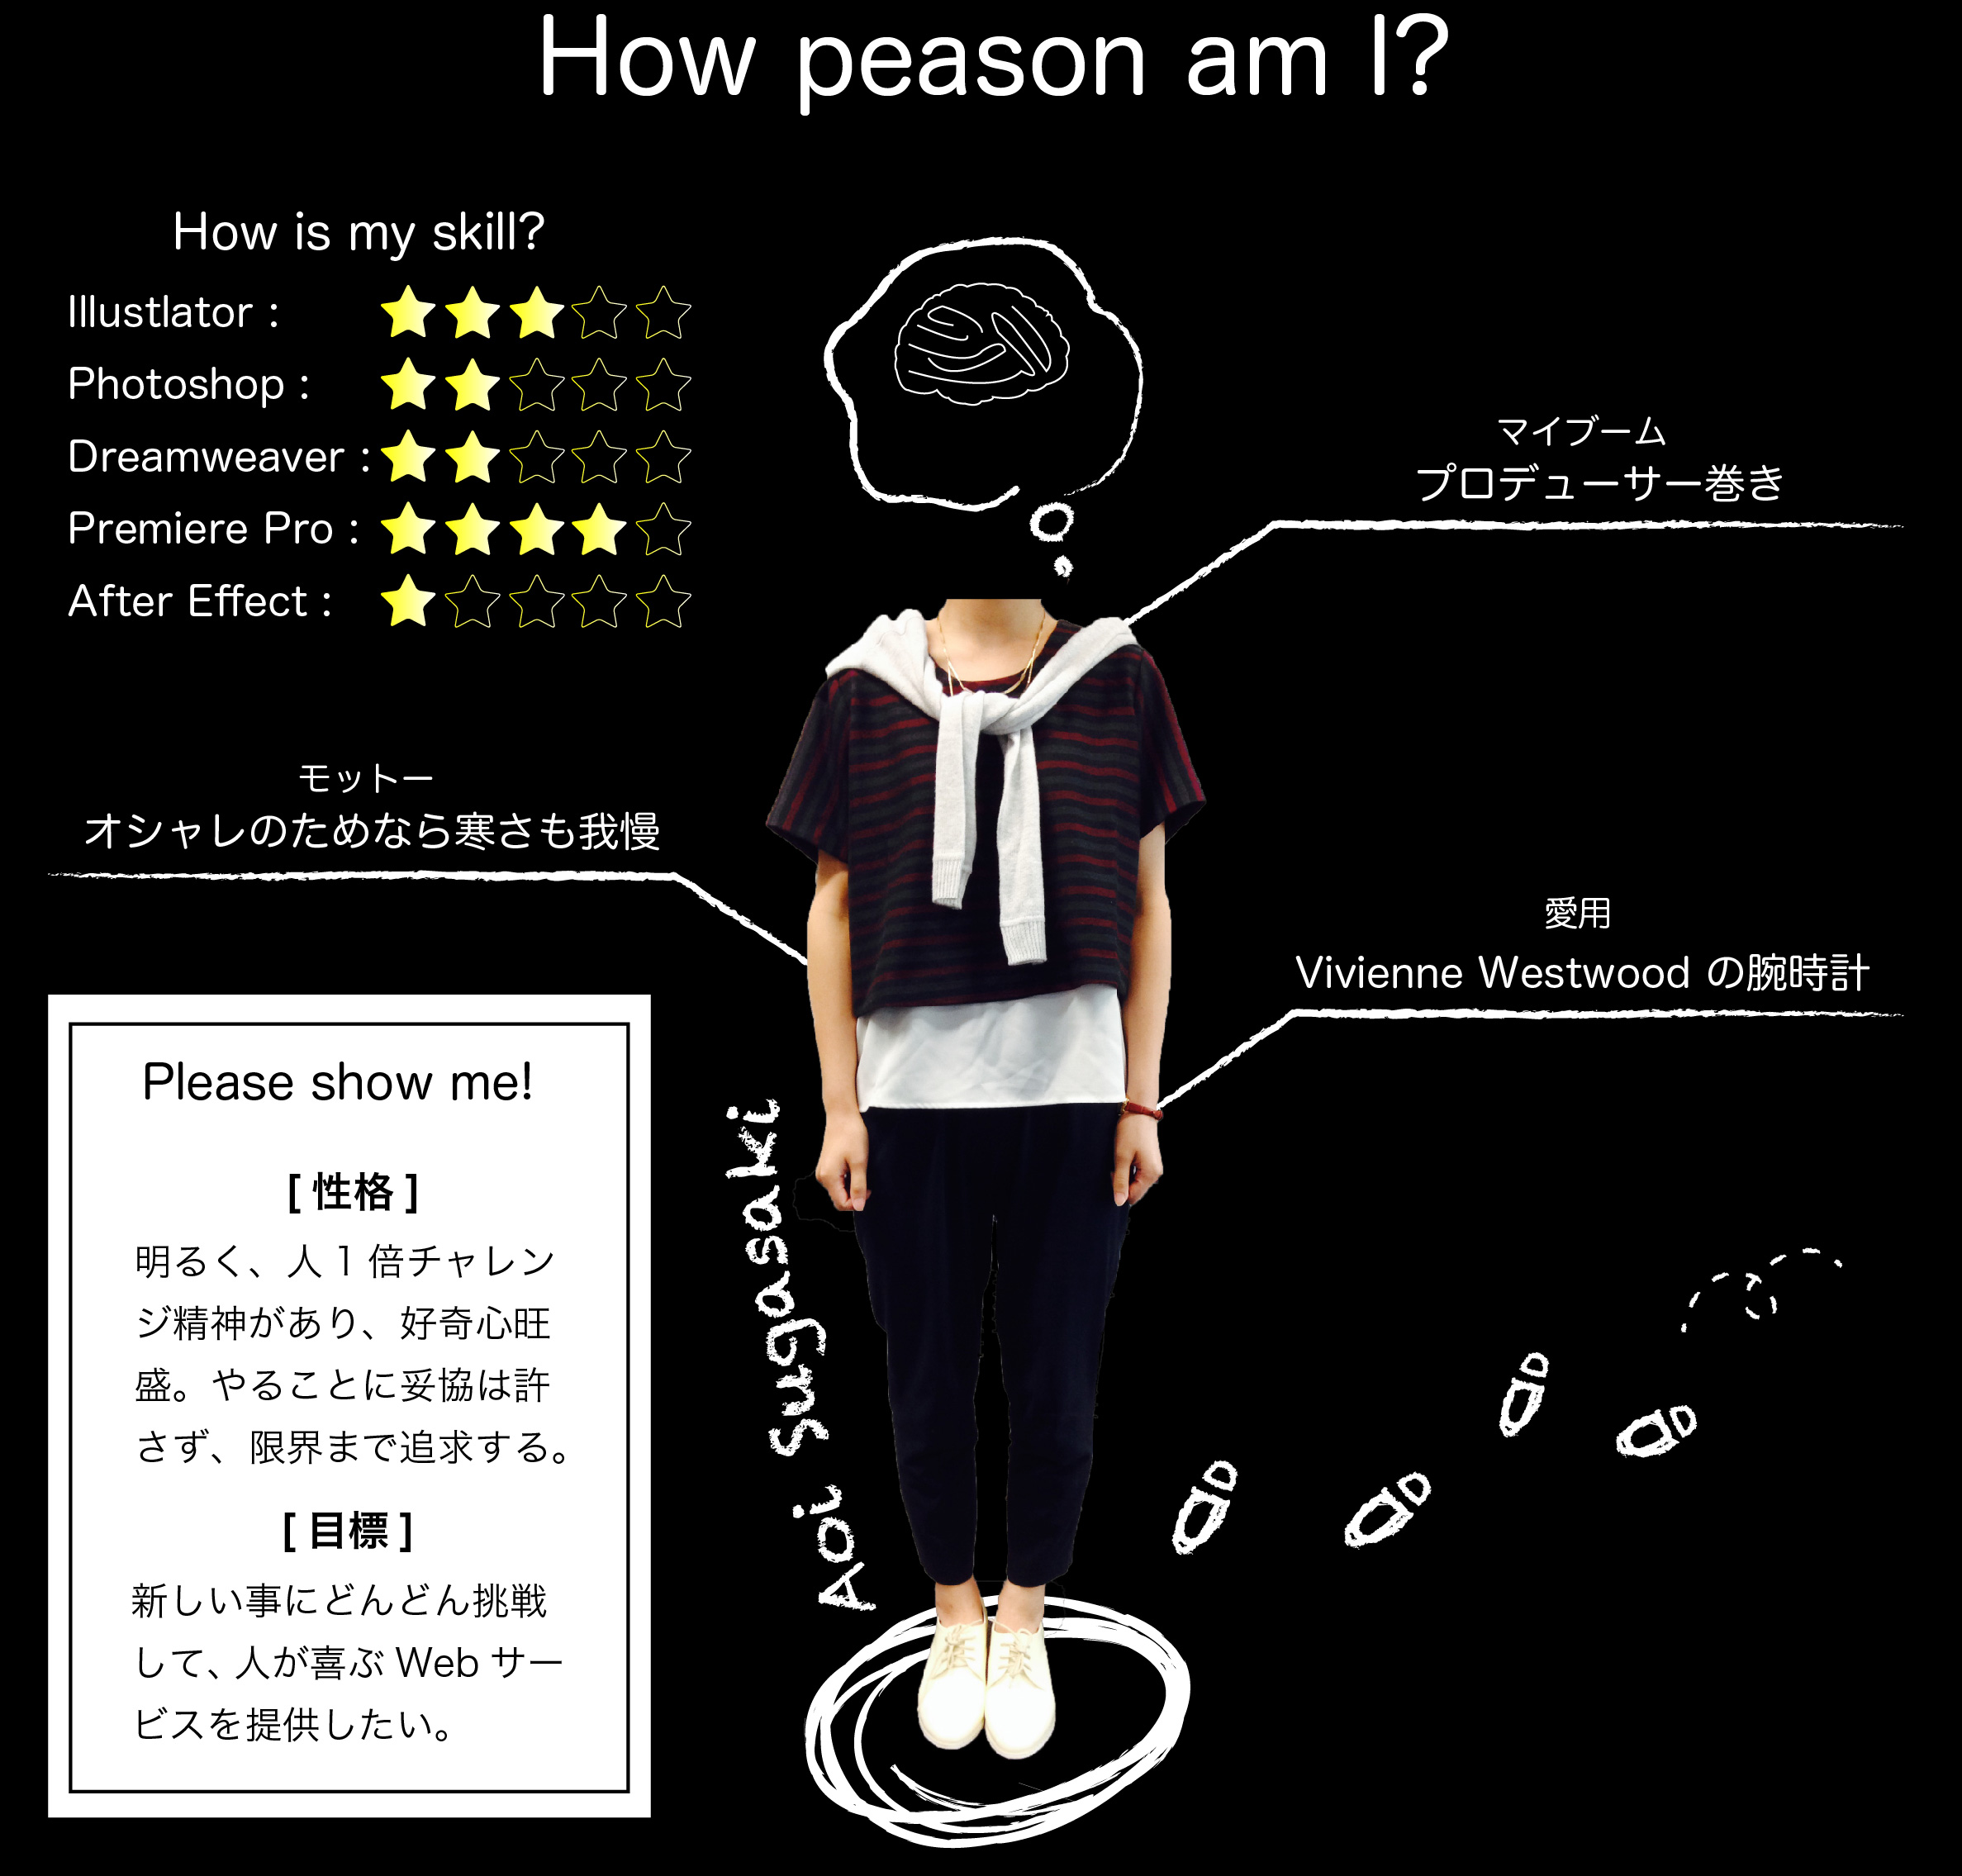 How peason am I?
How is my skill?
Illustlator :
Photoshop :
Dreamweaver :
Premiere Pro :
After Effect :
マイブーム
プロデューサー巻き
モットー
オシャレのためなら寒さも我慢
愛用
Vivienne Westwood の腕時計
Please show me!
[ 性格 ]
明るく、人 1 倍チャレン
ジ精神があり、好奇心旺
盛。やることに妥協は許
さず、限界まで追求する。
[ 目標 ]
新しい事にどんどん挑戦
して、人が喜ぶ Web サー
ビスを提供したい。
Aoi Sugasaki